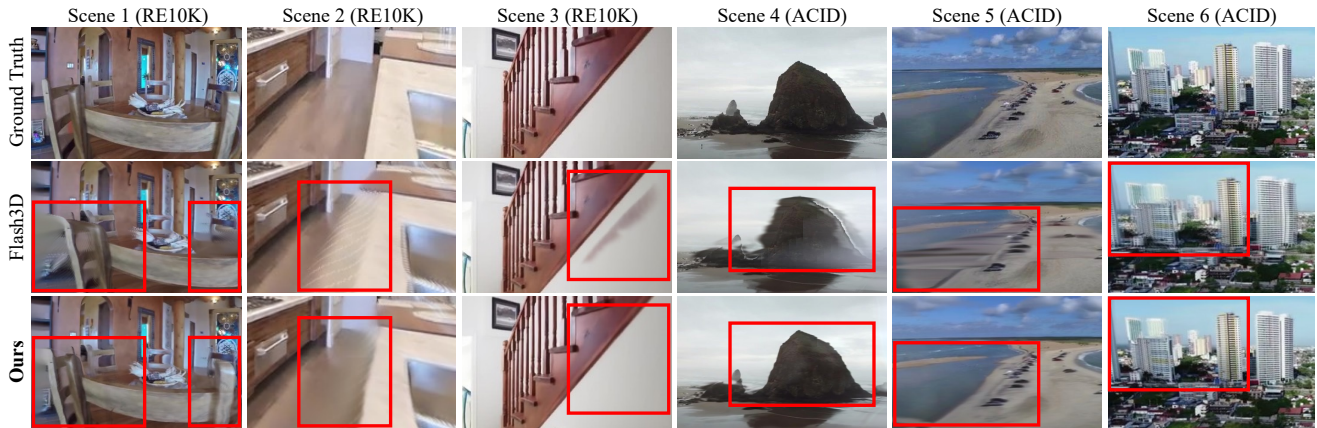 Scene 1 (RE10K) Scene 2 (RE10K) Scene 3 (RE10K) Scene 4 (ACID) Scene 5 (ACID) Scene 6 (ACID)
Ground Truth
Flash3D
Ours